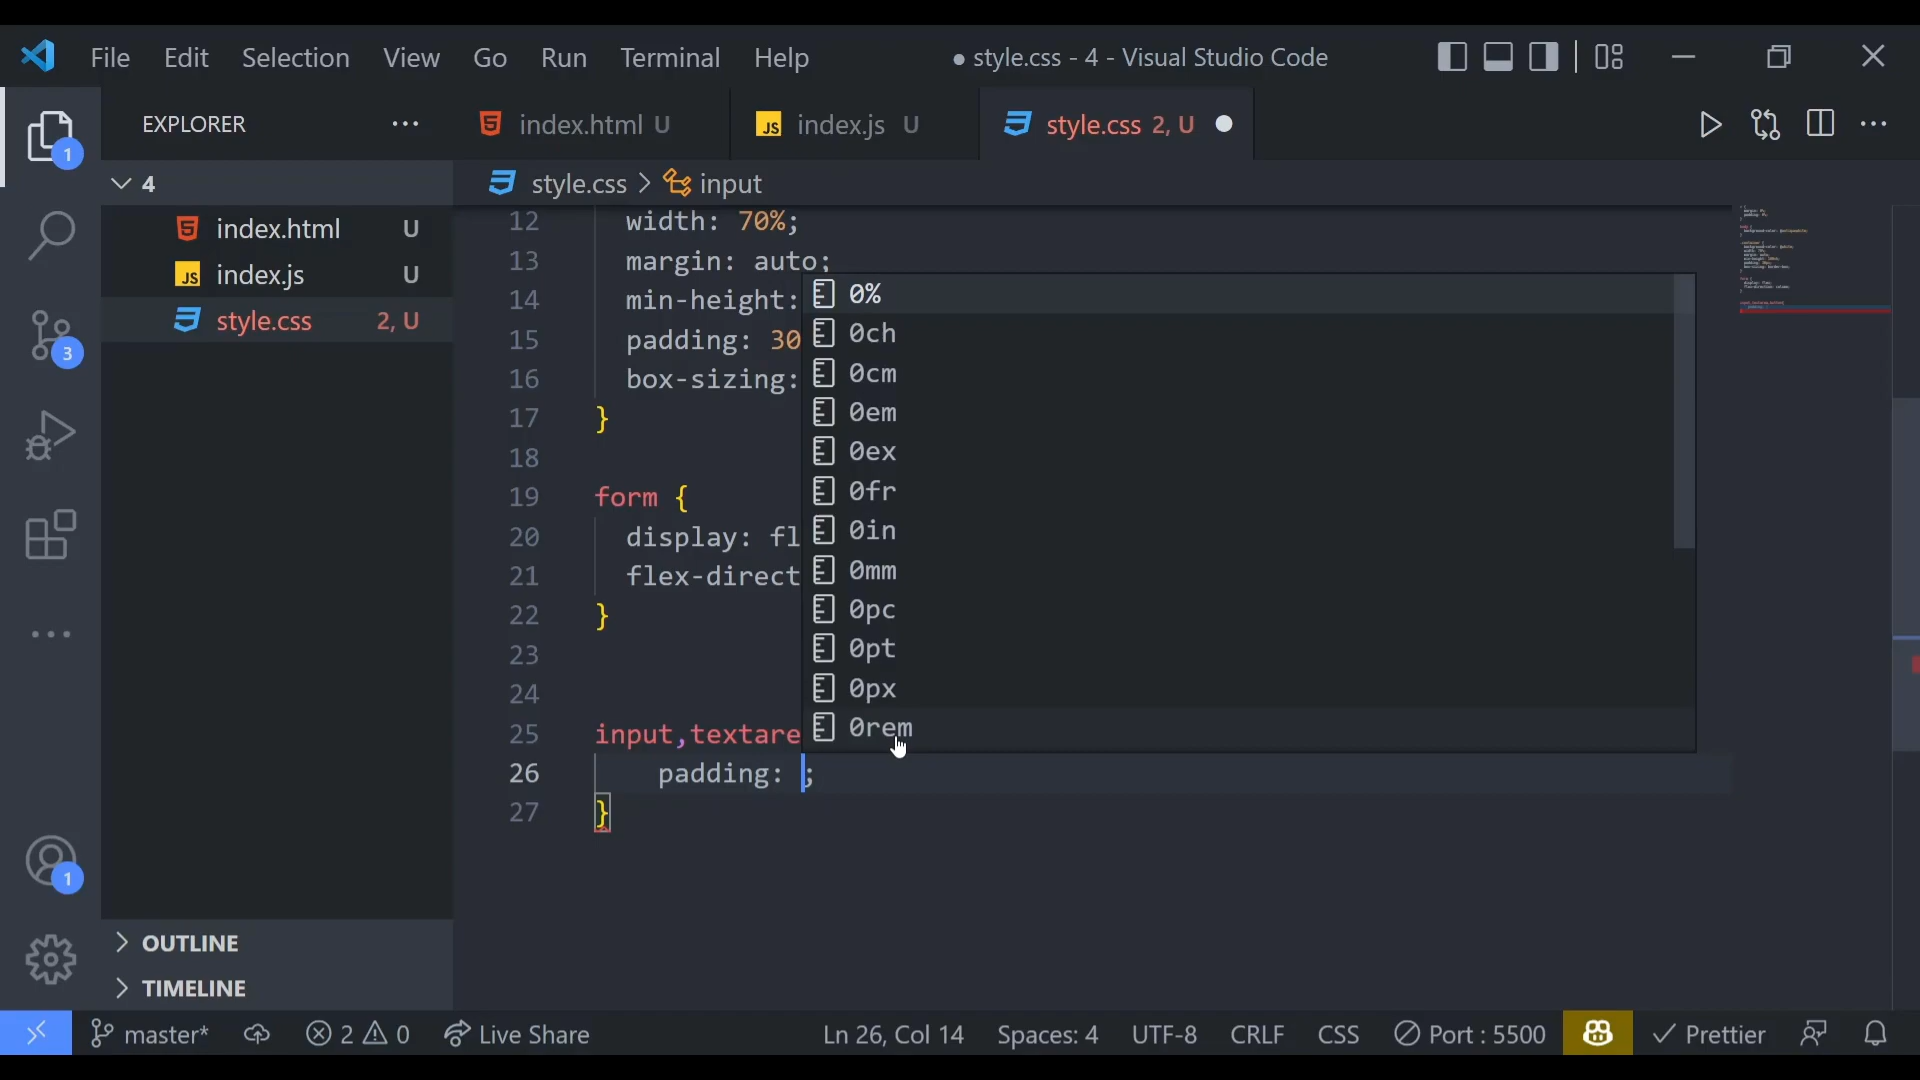 File Edit Selection View Go Run Terminal Help ● style.css - 4 - Visual Studio Code
EXPLORER ··· index.html U JS index.js U style.css 2, U
4
style.css > input
index.html U
JS index.js U
style.css 2, U
1
3
1
12 width: 70%;
13 margin: auto;
14 min-height:
15 padding: 30
16 box-sizing:
17 }
18
19 form {
20 display: fl
21 flex-direct
22 }
23
24
25 input,textare
26 padding: ;
27 }
0%
0ch
0cm
0em
0ex
0fr
0in
0mm
0pc
0pt
0px
0rem
OUTLINE
TIMELINE
master* 2 0 Live Share Ln 26, Col 14 Spaces: 4 UTF-8 CRLF CSS Port : 5500 Prettier